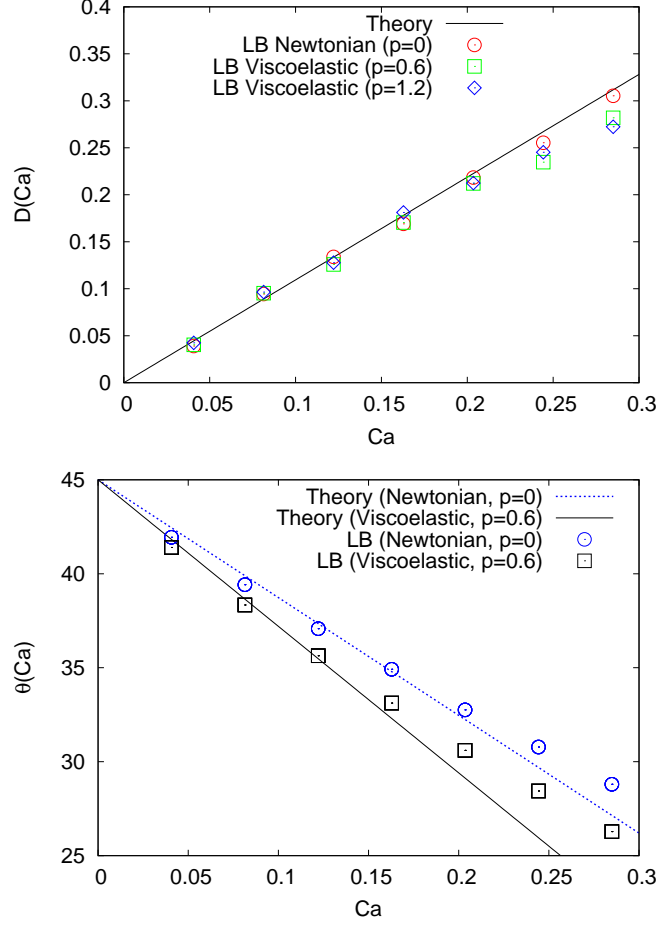 0.4
0.35
0.3
0.25
0.2
0.15
0.1
0.05
0
D(Ca)
Theory
LB Newtonian (p=0)
LB Viscoelastic (p=0.6)
LB Viscoelastic (p=1.2)
0 0.05 0.1 0.15 0.2 0.25 0.3
Ca
45
40
35
30
25
θ(Ca)
Theory (Newtonian, p=0)
Theory (Viscoelastic, p=0.6)
LB (Newtonian, p=0)
LB (Viscoelastic, p=0.6)
0 0.05 0.1 0.15 0.2 0.25 0.3
Ca